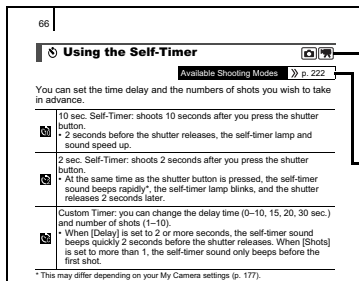 66
Using the Self-Timer
Available Shooting Modes » p. 222
You can set the time delay and the numbers of shots you wish to take
in advance.
10 sec. Self-Timer: shoots 10 seconds after you press the shutter
button.
• 2 seconds before the shutter releases, the self-timer lamp and
sound speed up.
2 sec. Self-Timer: shoots 2 seconds after you press the shutter
button.
• At the same time as the shutter button is pressed, the self-timer
sound beeps rapidly*, the self-timer lamp blinks, and the shutter
releases 2 seconds later.
Custom Timer: you can change the delay time (0–10, 15, 20, 30 sec.)
and number of shots (1–10).
• When [Delay] is set to 2 or more seconds, the self-timer sound
beeps quickly 2 seconds before the shutter releases. When [Shots]
is set to more than 1, the self-timer sound only beeps before the
first shot.
* This may differ depending on your My Camera settings (p. 177).